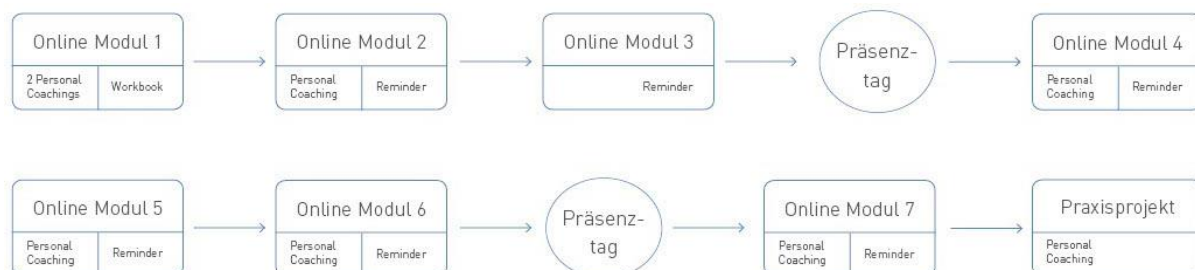 Online Modul 1
2 Personal
Coachings
Workbook
Online Modul 2
Personal
Coaching
Reminder
Online Modul 3
Reminder
Präsenz-
tag
Online Modul 4
Personal
Coaching
Reminder
Online Modul 5
Personal
Coaching
Reminder
Online Modul 6
Personal
Coaching
Reminder
Präsenz-
tag
Online Modul 7
Personal
Coaching
Reminder
Praxisprojekt
Personal
Coaching